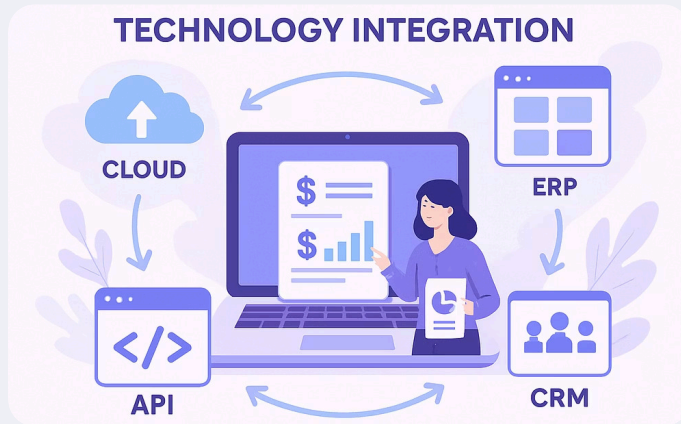 TECHNOLOGY INTEGRATION
CLOUD
ERP
$
$
</>
API
CRM